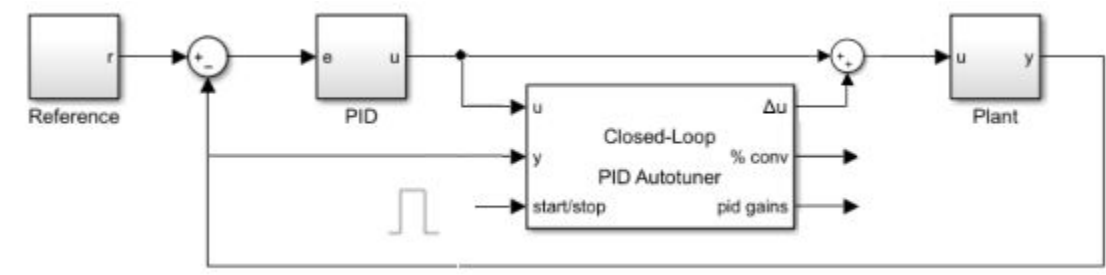 r
Reference
+
−
e
u
PID
u
Δu
Closed-Loop
y
% conv
PID Autotuner
start/stop
pid gains
+
+
u
y
Plant